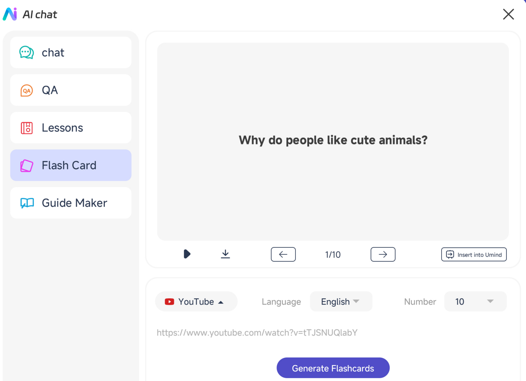 AI chat
chat
QA
QA
Lessons
Flash Card
Guide Maker
Why do people like cute animals?
1/10
Insert into Umind
YouTube
Language
English
Number
10
https://www.youtube.com/watch?v=tTJSNUQlabY
Generate Flashcards